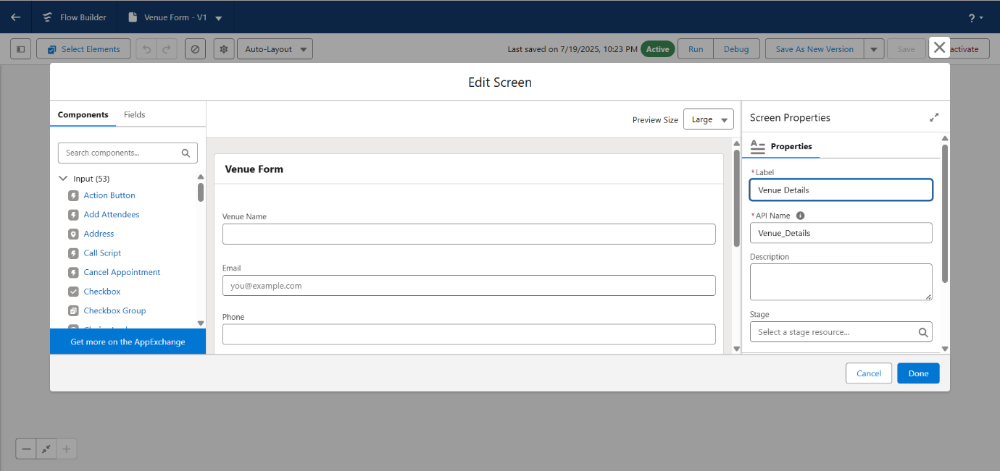 Flow Builder
Venue Form - V1
?
Select Elements
Auto-Layout
Last saved on 7/19/2025, 10:23 PM
Active
Run
Debug
Save As New Version
Save
activate
Edit Screen
Components
Fields
Search components...
Input (53)
Action Button
Add Attendees
Address
Call Script
Cancel Appointment
Checkbox
Checkbox Group
Get more on the AppExchange
Preview Size
Large
Venue Form
Venue Name
Email
you@example.com
Phone
Screen Properties
Properties
*Label
Venue Details
*API Name
Venue_Details
Description
Stage
Select a stage resource...
Cancel
Done